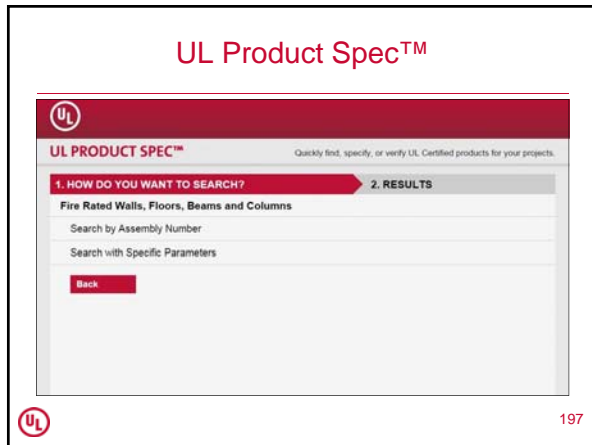 UL Product Spec™
UL
UL PRODUCT SPEC™ Quickly find, specify, or verify UL Certified products for your projects.
1. HOW DO YOU WANT TO SEARCH? 2. RESULTS
Fire Rated Walls, Floors, Beams and Columns
Search by Assembly Number
Search with Specific Parameters
Back
UL
197